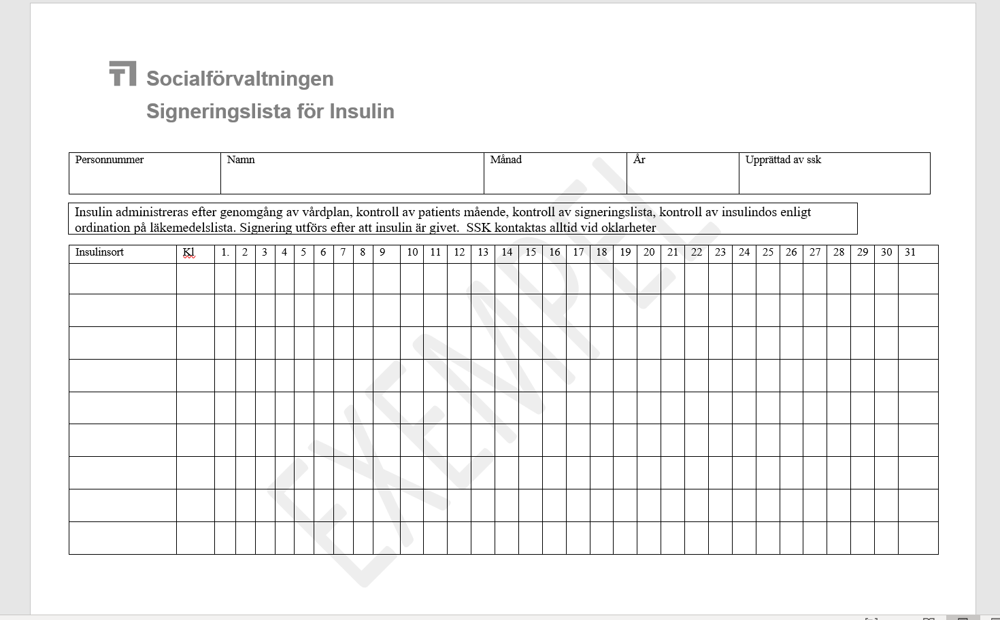 Socialförvaltningen
Signeringslista för Insulin
Personnummer Namn Månad År Upprättad av ssk
Insulin administreras efter genomgång av vårdplan, kontroll av patients mående, kontroll av signeringslista, kontroll av insulindos enligt
ordination på läkemedelslista. Signering utförs efter att insulin är givet.  SSK kontaktas alltid vid oklarheter
Insulinsort Kl 1. 2 3 4 5 6 7 8 9 10 11 12 13 14 15 16 17 18 19 20 21 22 23 24 25 26 27 28 29 30 31
EXEMPEL